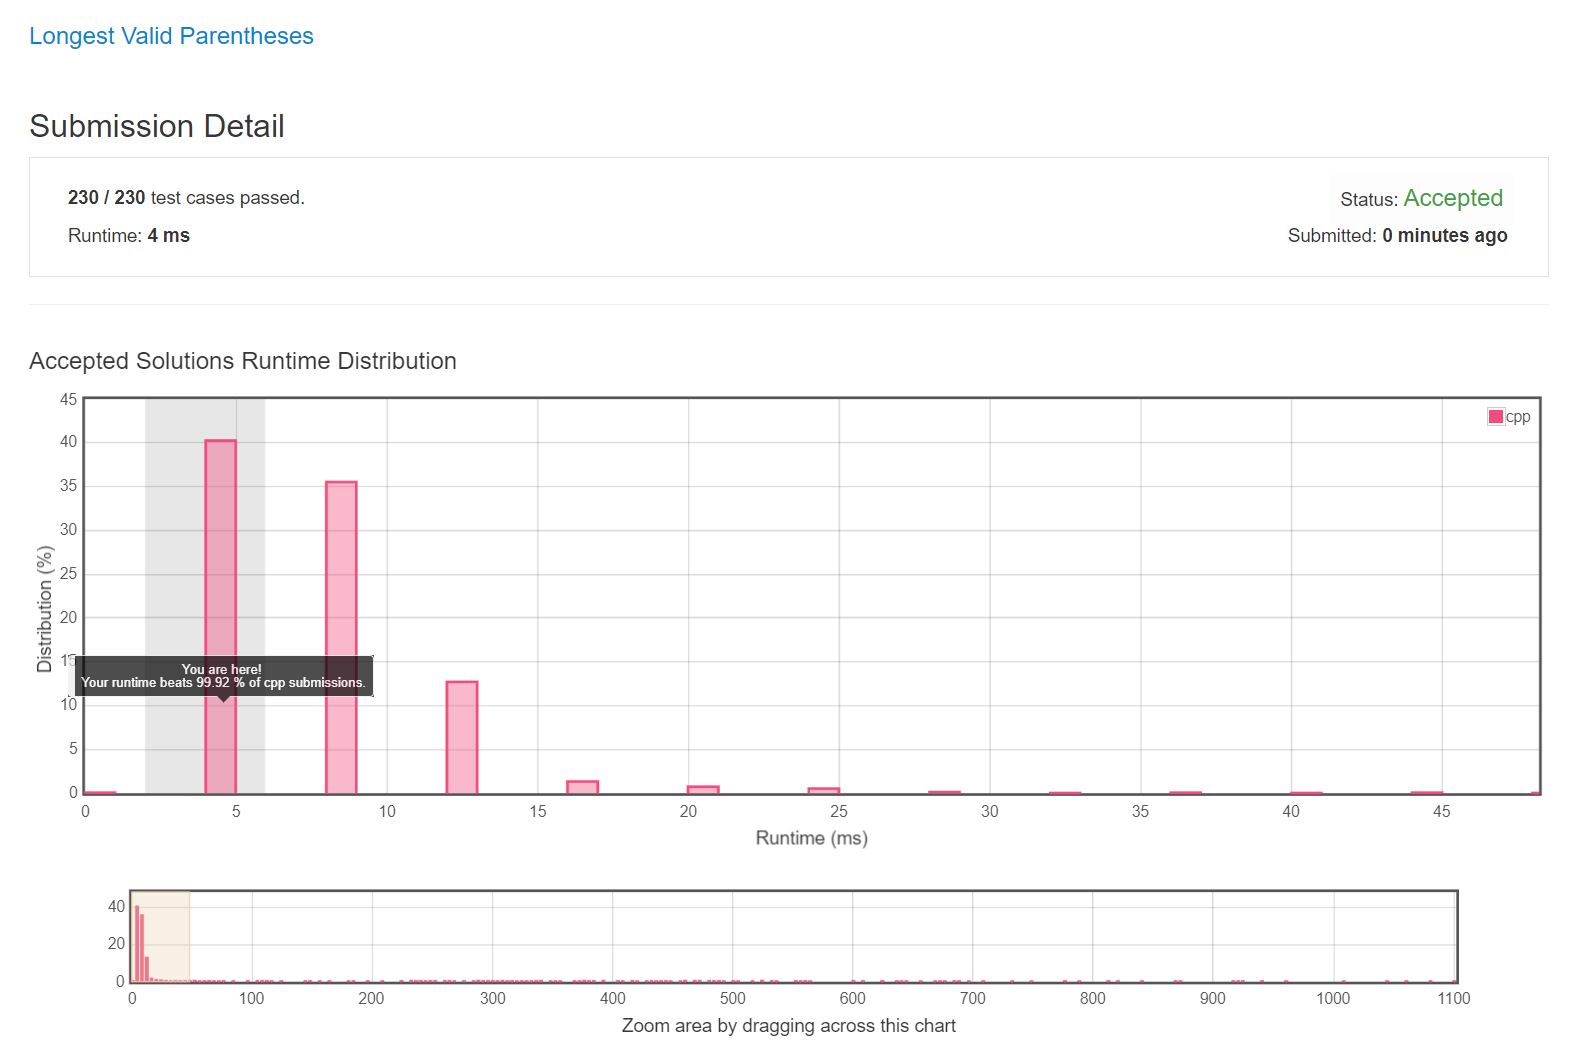 Longest Valid Parentheses
Submission Detail
230 / 230 test cases passed.
Status: Accepted
Runtime: 4 ms
Submitted: 0 minutes ago
Accepted Solutions Runtime Distribution
45
40
35
30
25
20
15
10
5
0
Distribution (%)
cpp
You are here!
Your runtime beats 99.92 % of cpp submissions.
0 5 10 15 20 25 30 35 40 45
Runtime (ms)
40
20
0
0 100 200 300 400 500 600 700 800 900 1000 1100
Zoom area by dragging across this chart